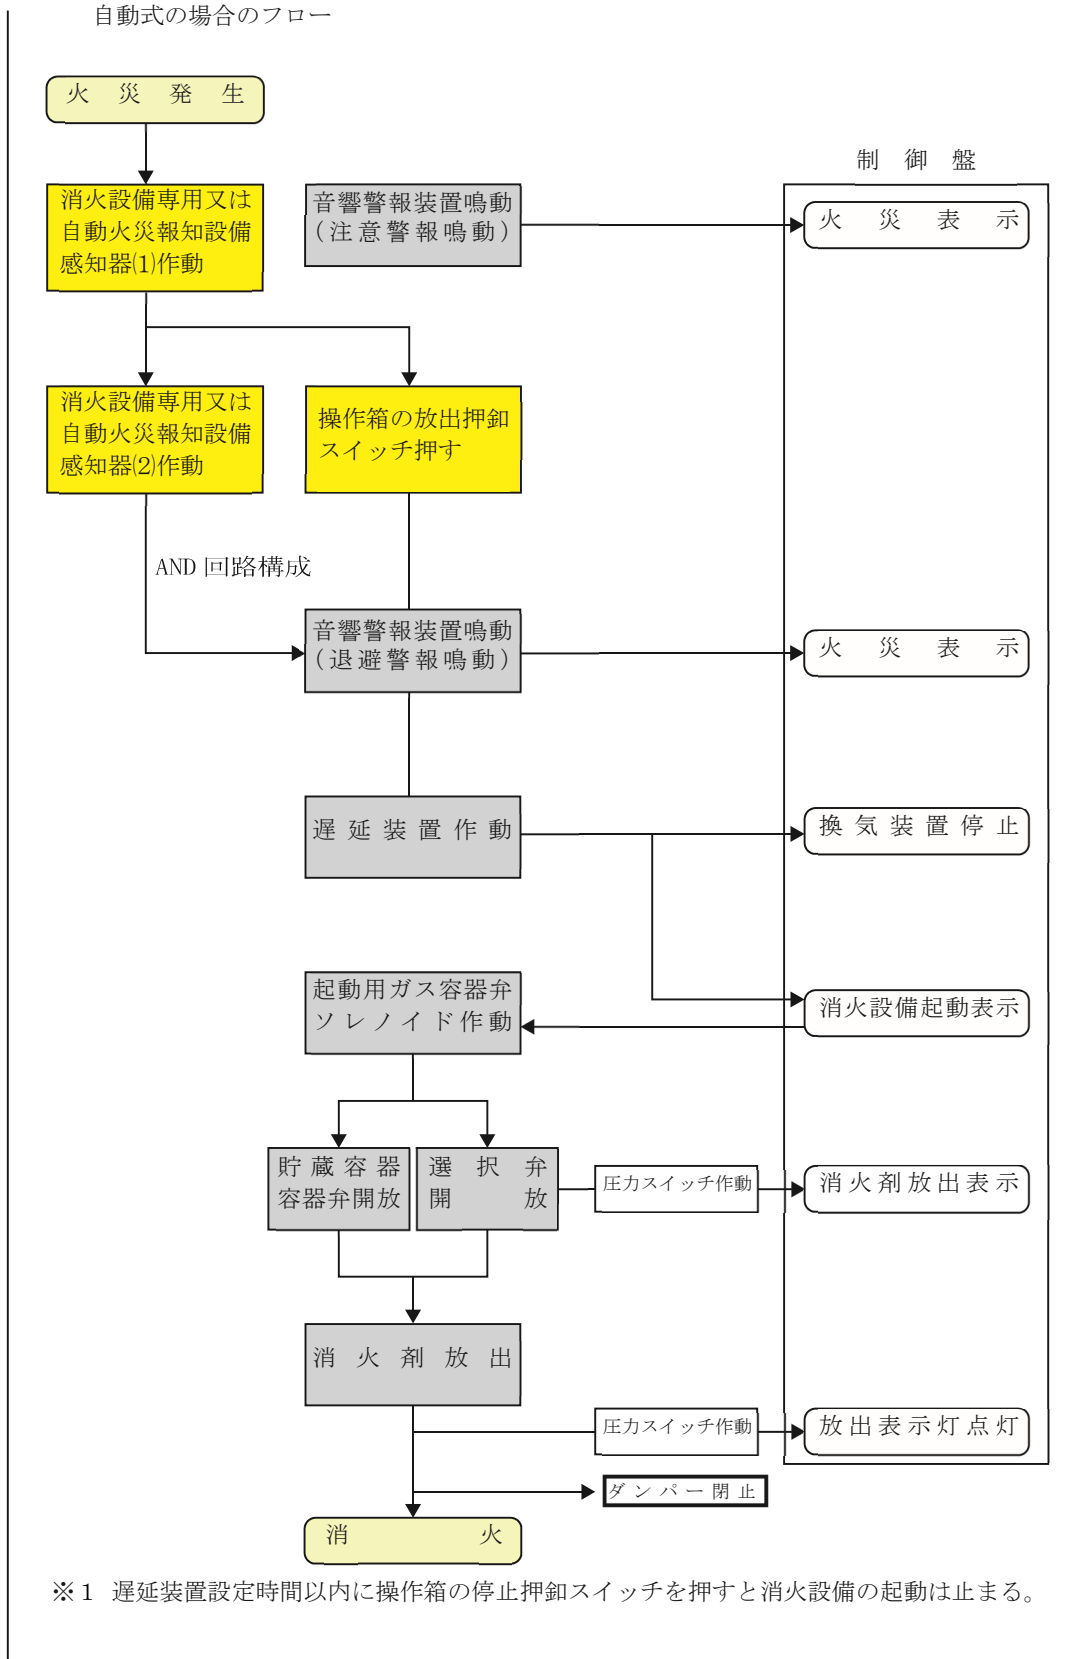 自動式の場合のフロー
火災発生
制御盤
消火設備専用又は
自動火災報知設備
感知器(1)作動
音響警報装置鳴動
(注意警報鳴動)
火災表示
消火設備専用又は
自動火災報知設備
感知器(2)作動
操作箱の放出押釦
スイッチ押す
AND 回路構成
音響警報装置鳴動
(退避警報鳴動)
火災表示
遅延装置作動
換気装置停止
起動用ガス容器弁
ソレノイド作動
消火設備起動表示
貯蔵容器
容器弁開放
選択弁
開放
圧力スイッチ作動
消火剤放出表示
消火剤放出
圧力スイッチ作動
放出表示灯点灯
ダンパー閉止
消火
※1 遅延装置設定時間以内に操作箱の停止押釦スイッチを押すと消火設備の起動は止まる。